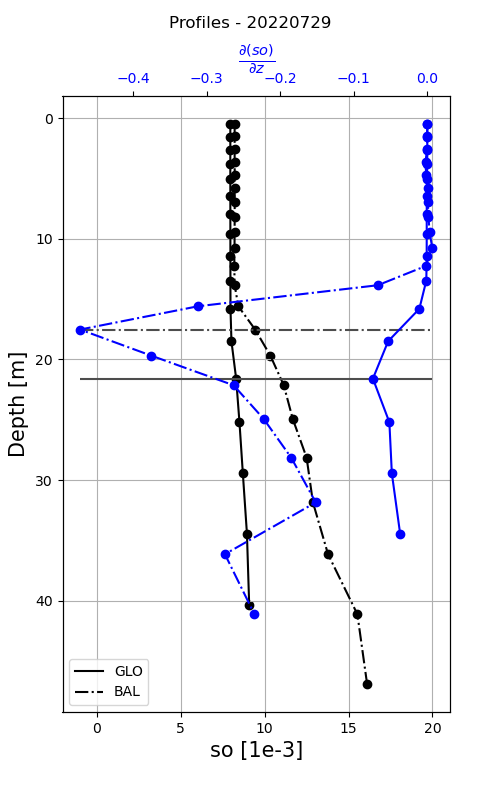 Profiles - 20220729
∂(so)
∂z
−0.4 −0.3 −0.2 −0.1 0.0
0
10
20
30
40
Depth [m]
GLO
BAL
0 5 10 15 20
so [1e-3]